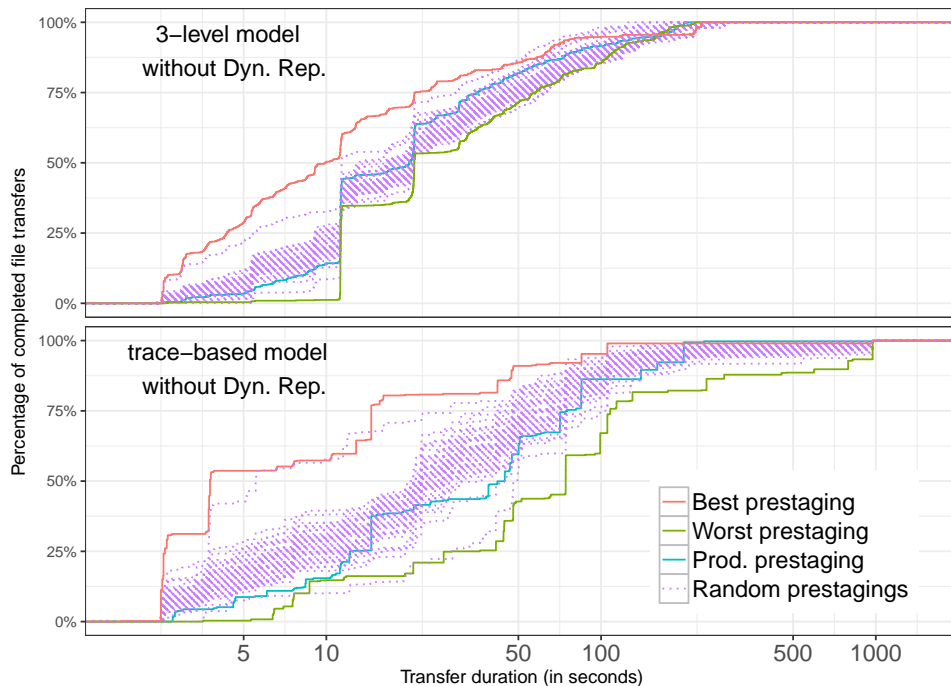 100%
75%
50%
25%
0%
3−level model
without Dyn. Rep.
100%
75%
50%
25%
0%
trace−based model
without Dyn. Rep.
Best prestaging
Worst prestaging
Prod. prestaging
Random prestagings
5 10 50 100 500 1000
Transfer duration (in seconds)
Percentage of completed file transfers